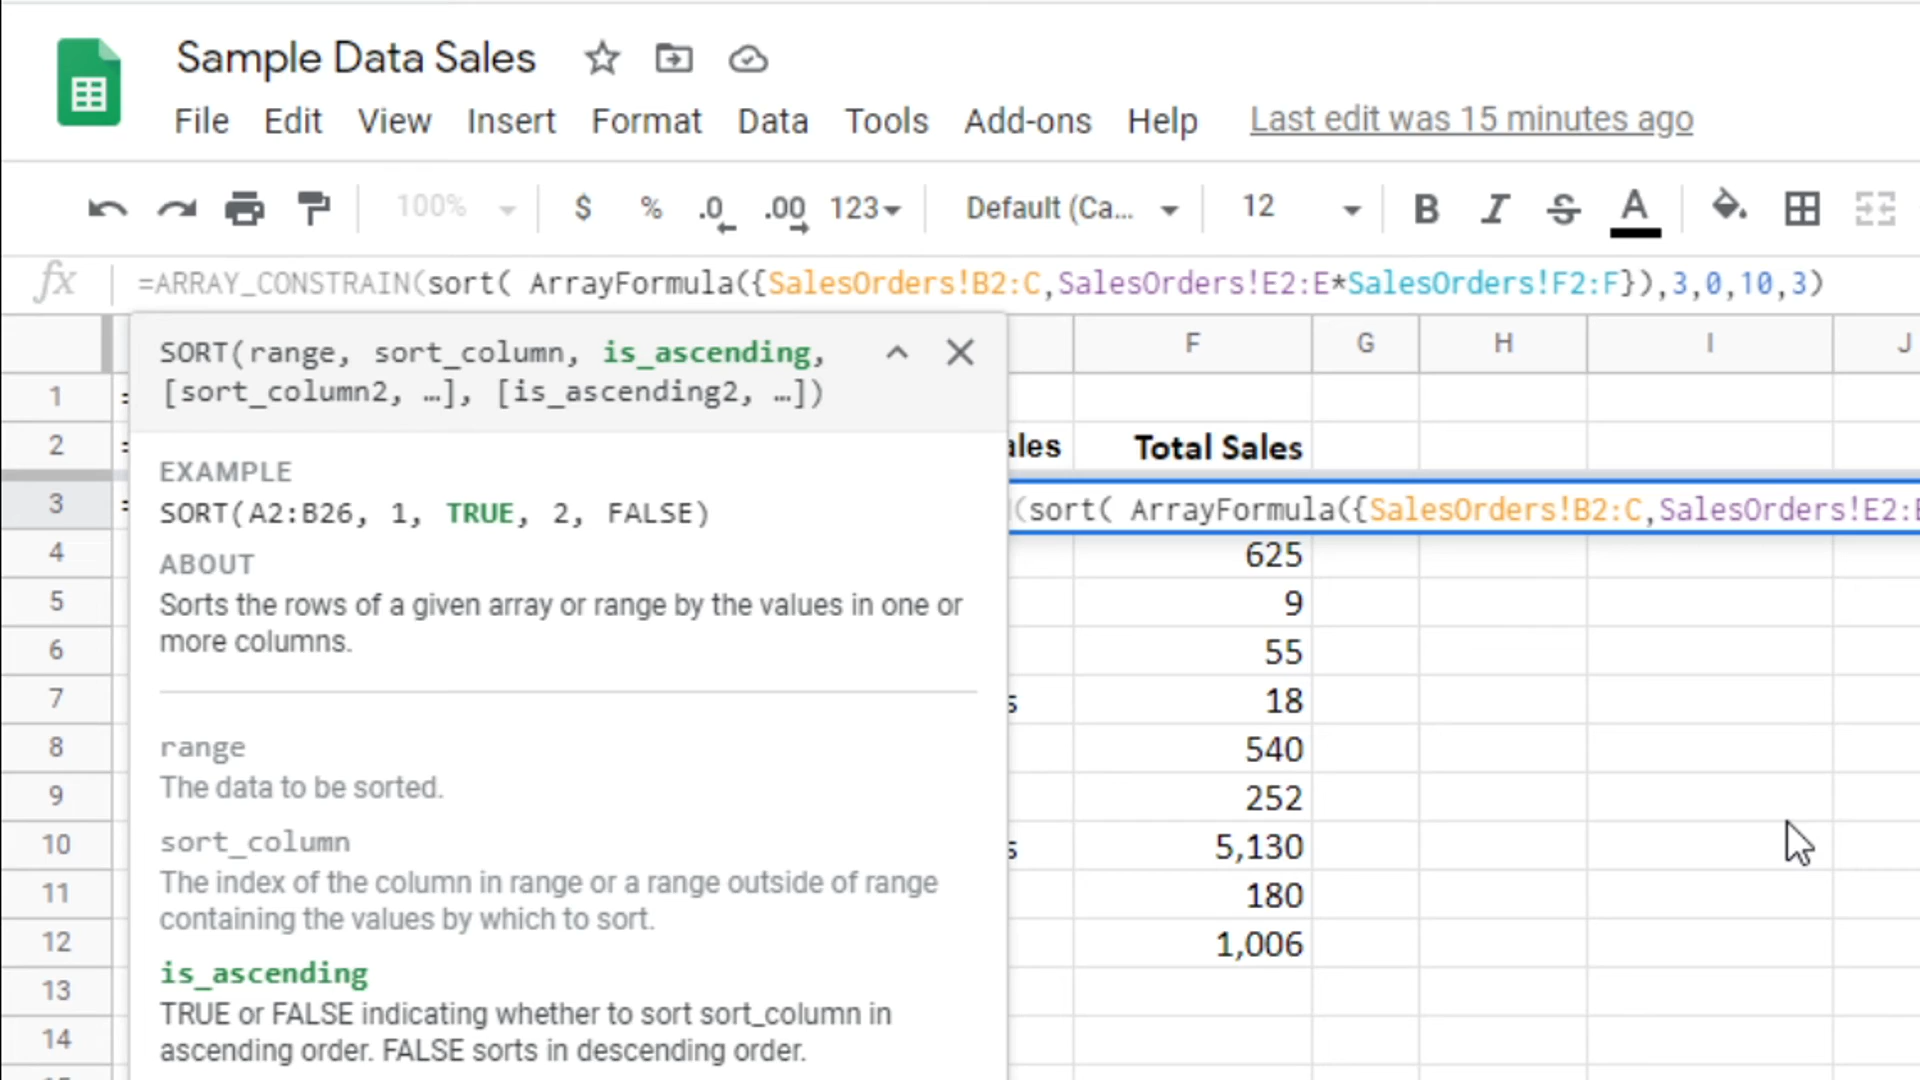 Sample Data Sales
File Edit View Insert Format Data Tools Add-ons Help Last edit was 15 minutes ago
100% $ % .0 .00 123 Default (Ca... 12 B I S A
fx =ARRAY_CONSTRAIN(sort( ArrayFormula({SalesOrders!B2:C,SalesOrders!E2:E*SalesOrders!F2:F}),3,0,10,3)
F G H I J
SORT(range, sort_column, is_ascending,
[sort_column2, …], [is_ascending2, …])
1 =
2 = ales Total Sales
EXAMPLE
SORT(A2:B26, 1, TRUE, 2, FALSE)
3 = (sort( ArrayFormula({SalesOrders!B2:C,SalesOrders!E2:E
ABOUT
Sorts the rows of a given array or range by the values in one or
more columns.
4 625
5 9
6 55
7 s 18
8 540
range
The data to be sorted.
9 252
sort_column
The index of the column in range or a range outside of range
containing the values by which to sort.
10 s 5,130
11 180
12 1,006
is_ascending
TRUE or FALSE indicating whether to sort sort_column in
ascending order. FALSE sorts in descending order.
13
14